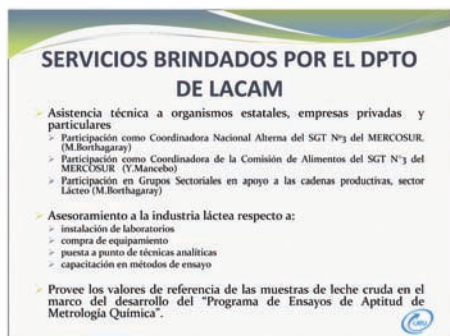 SERVICIOS BRINDADOS POR EL DPTO
DE LACAM
Asistencia técnica a organismos estatales, empresas privadas y
particulares
Participación como Coordinadora Nacional Alterna del SGT Nº3 del MERCOSUR.
(M.Borthagaray)
Participación como Coordinadora de la Comisión de Alimentos del SGT N°3 del
MERCOSUR (Y.Mancebo)
Participación en Grupos Sectoriales en apoyo a las cadenas productivas, sector
Lácteo (M.Borthagaray)
Asesoramiento a la industria láctea respecto a:
instalación de laboratorios
compra de equipamiento
puesta a punto de técnicas analíticas
capacitación en métodos de ensayo
Provee los valores de referencia de las muestras de leche cruda en el
marco del desarrollo del "Programa de Ensayos de Aptitud de
Metrología Química".